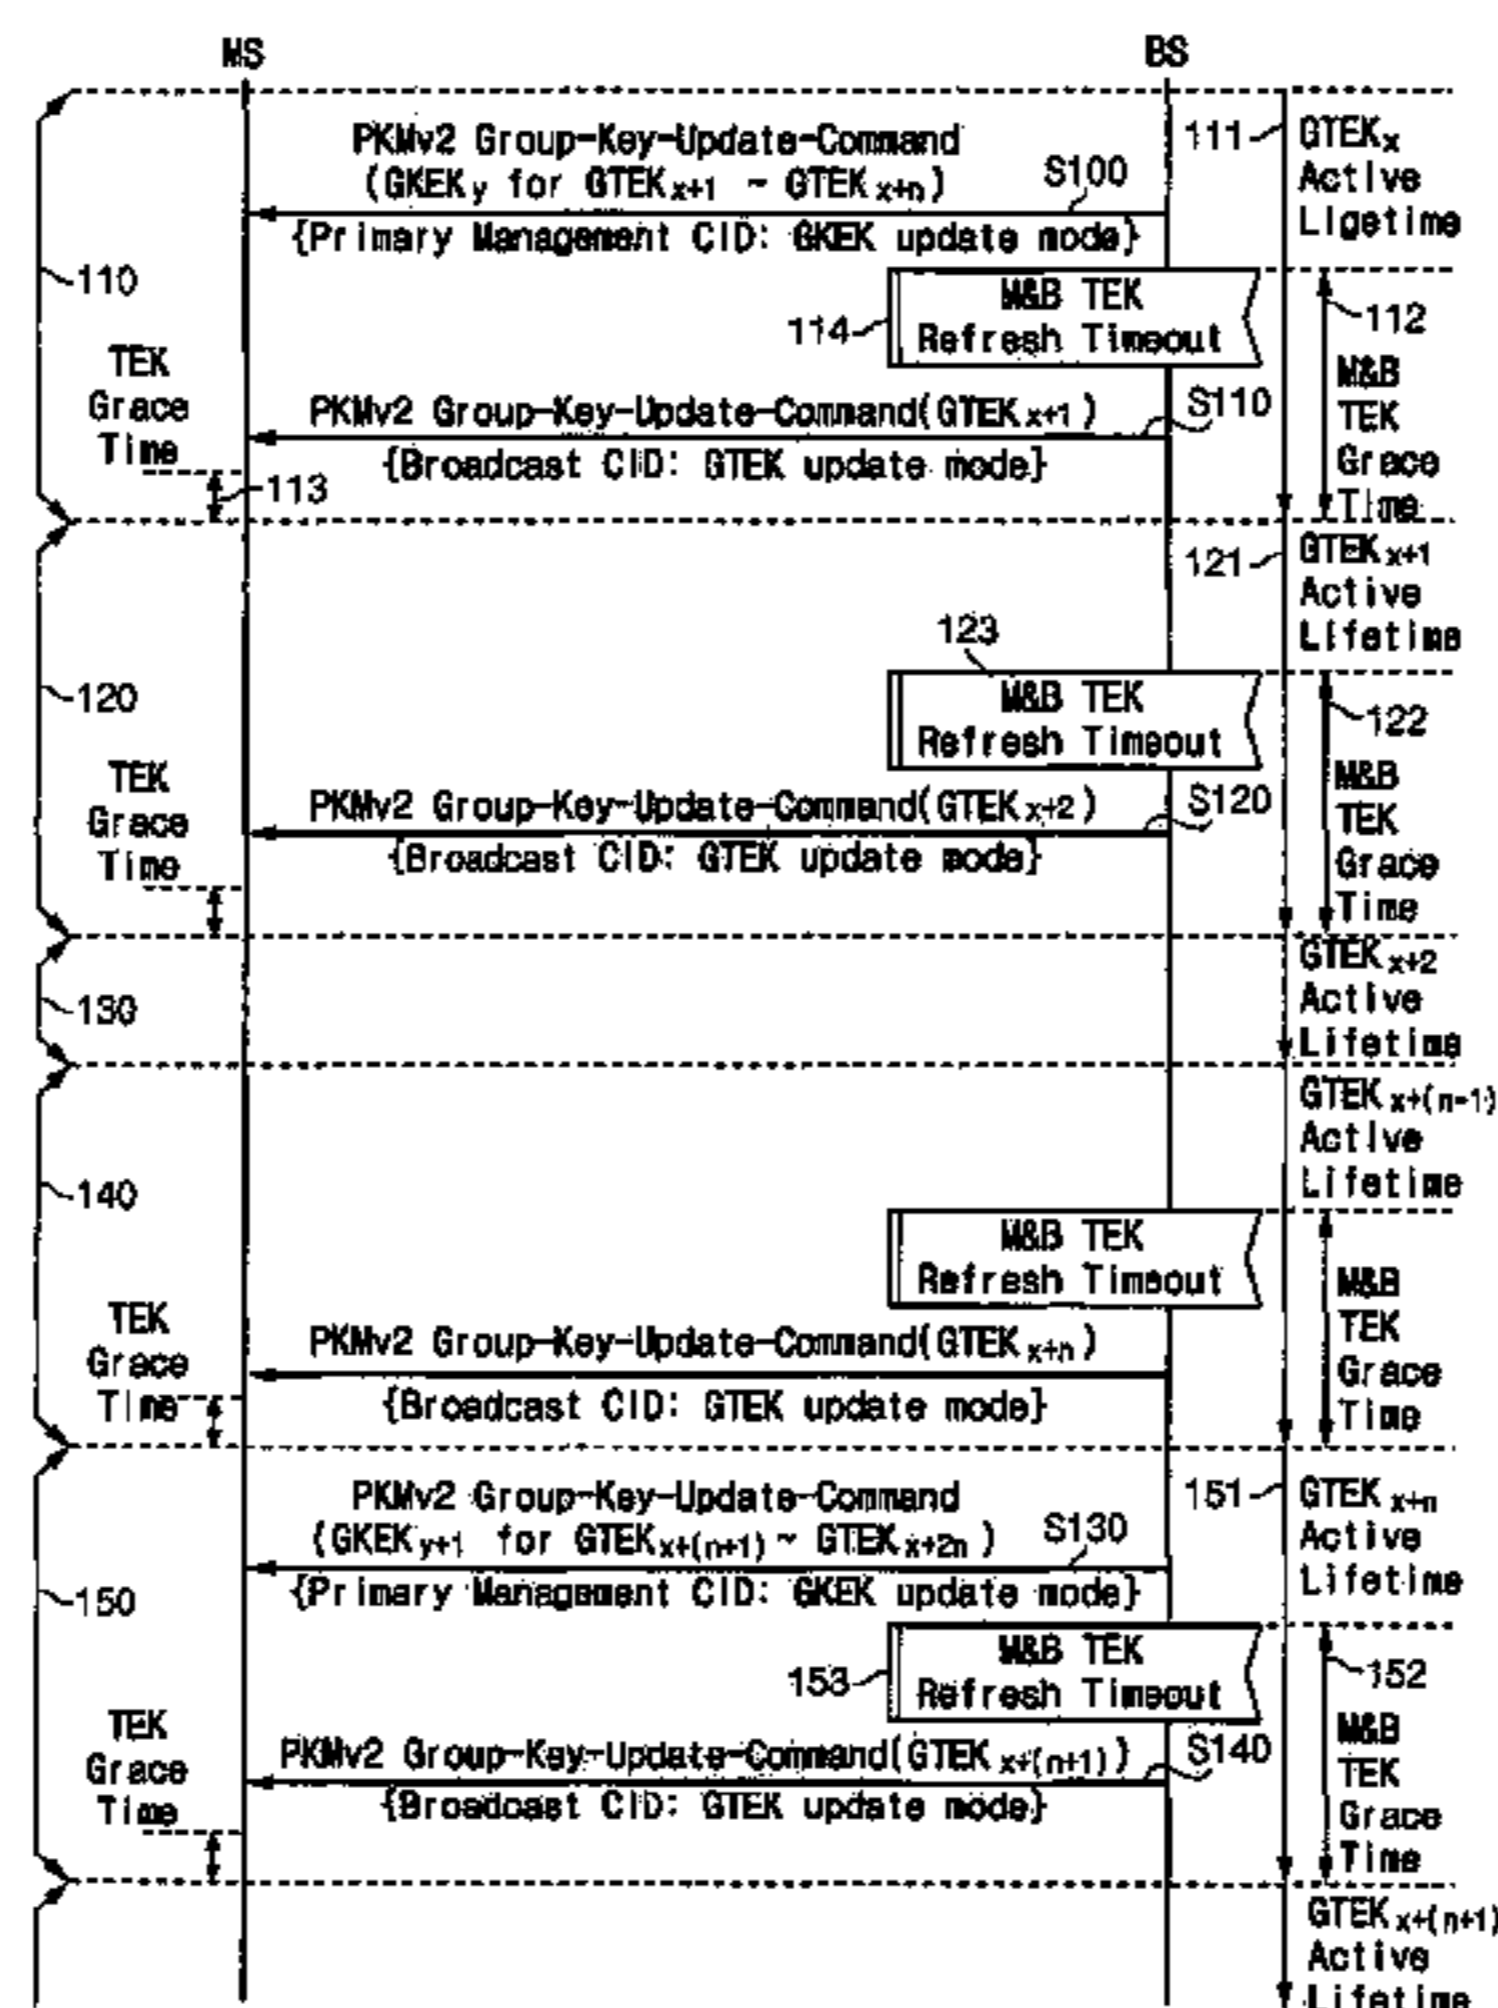 MS
BS
PKMv2 Group-Key-Update-Command
(GKEKy for GTEKx+1 ~ GTEKx+n)
S100
{Primary Management CID: GKEK update mode}
111
GTEKx
Active
Ligetime
110
M&B TEK
Refresh Timeout
114
112
M&B
TEK
Grace
Time
TEK
Grace
Time
PKMv2 Group-Key-Update-Command(GTEKx+1)
S110
{Broadcast CID: GTEK update mode}
113
121
GTEKx+1
Active
Lifetime
123
120
M&B TEK
Refresh Timeout
122
M&B
TEK
Grace
Time
TEK
Grace
Time
PKMv2 Group-Key-Update-Command(GTEKx+2)
S120
{Broadcast CID: GTEK update mode}
130
GTEKx+2
Active
Lifetime
GTEKx+(n-1)
Active
Lifetime
140
M&B TEK
Refresh Timeout
M&B
TEK
Grace
Time
TEK
Grace
Time
PKMv2 Group-Key-Update-Command(GTEKx+n)
{Broadcast CID: GTEK update mode}
PKMv2 Group-Key-Update-Command
(GKEKy+1 for GTEKx+(n+1) ~ GTEKx+2n)
S130
{Primary Management CID: GKEK update mode}
151
GTEKx+n
Active
Lifetime
150
M&B TEK
Refresh Timeout
153
152
M&B
TEK
Grace
Time
TEK
Grace
Time
PKMv2 Group-Key-Update-Command(GTEKx+(n+1))
S140
{Broadcast CID: GTEK update mode}
GTEKx+(n+1)
Active
Lifetime